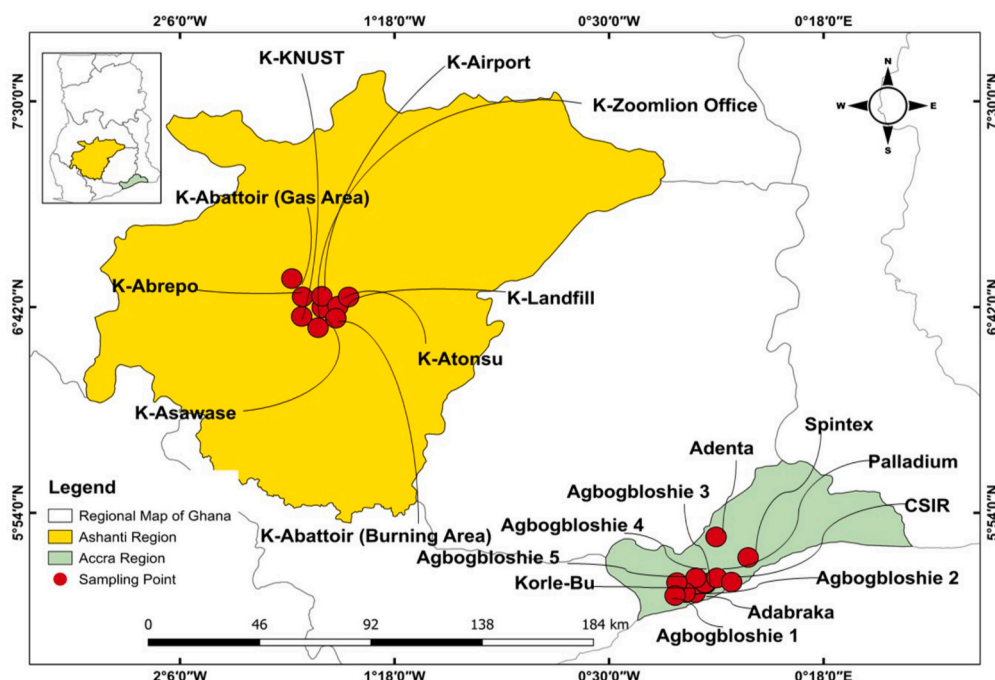 2°6'0"W 1°18'0"W 0°30'0"W 0°18'0"E
7°30'0"N
7°30'0"N
6°42'0"N
6°42'0"N
5°54'0"N
5°54'0"N
N
W E
S
K-KNUST
K-Airport
K-Zoomlion Office
K-Abattoir (Gas Area)
K-Abrepo
K-Landfill
K-Atonsu
K-Asawase
K-Abattoir (Burning Area)
Spintex
Adenta
Palladium
Agbogbloshie 3
CSIR
Agbogbloshie 4
Agbogbloshie 5
Korle-Bu
Agbogbloshie 2
Adabraka
Agbogbloshie 1
Legend
Regional Map of Ghana
Ashanti Region
Accra Region
Sampling Point
0 46 92 138 184 km
2°6'0"W 1°18'0"W 0°30'0"W 0°18'0"E